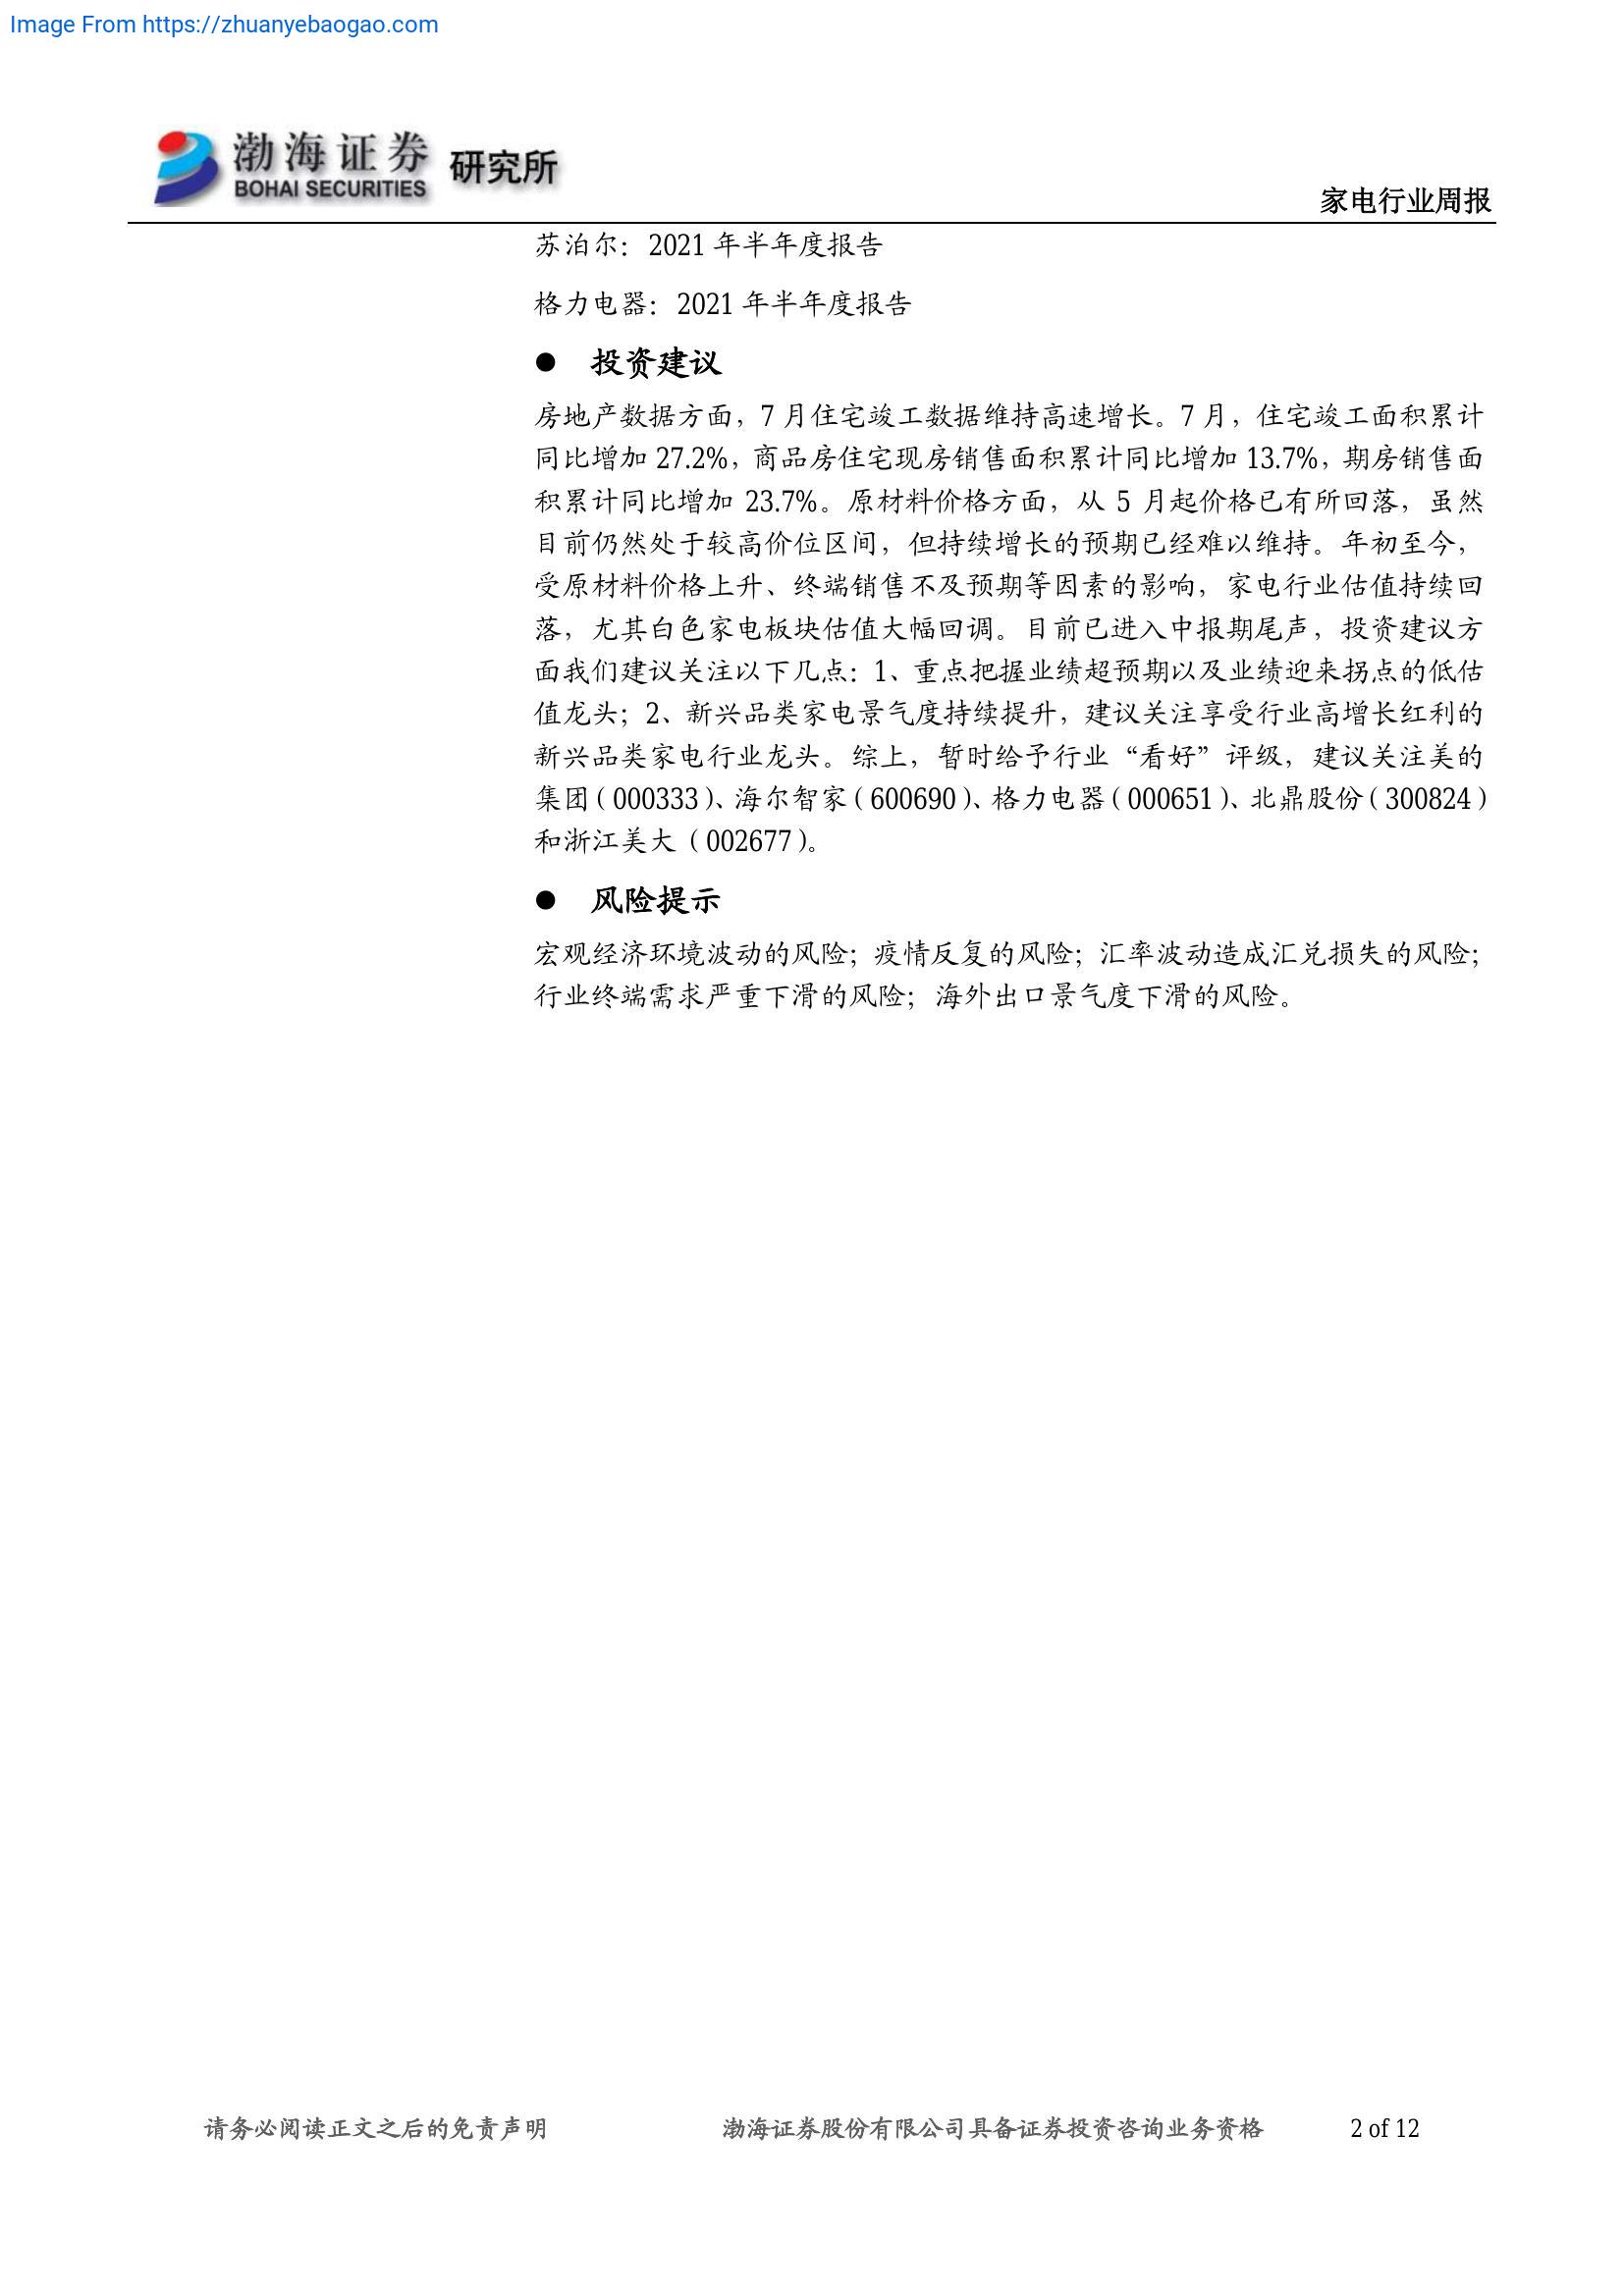 Image From https://zhuanyebaogao.com
渤海证券 研究所
BOHAI SECURITIES
家电行业周报
苏泊尔：2021 年半年度报告
格力电器：2021 年半年度报告
● 投资建议
房地产数据方面，7 月住宅竣工数据维持高速增长。7 月，住宅竣工面积累计
同比增加 27.2%，商品房住宅现房销售面积累计同比增加 13.7%，期房销售面
积累计同比增加 23.7%。原材料价格方面，从 5 月起价格已有所回落，虽然
目前仍然处于较高价位区间，但持续增长的预期已经难以维持。年初至今，
受原材料价格上升、终端销售不及预期等因素的影响，家电行业估值持续回
落，尤其白色家电板块估值大幅回调。目前已进入中报期尾声，投资建议方
面我们建议关注以下几点：1、重点把握业绩超预期以及业绩迎来拐点的低估
值龙头；2、新兴品类家电景气度持续提升，建议关注享受行业高增长红利的
新兴品类家电行业龙头。综上，暂时给予行业“看好”评级，建议关注美的
集团（000333）、海尔智家（600690）、格力电器（000651）、北鼎股份（300824）
和浙江美大（002677）。
● 风险提示
宏观经济环境波动的风险；疫情反复的风险；汇率波动造成汇兑损失的风险；
行业终端需求严重下滑的风险；海外出口景气度下滑的风险。
请务必阅读正文之后的免责声明 渤海证券股份有限公司具备证券投资咨询业务资格 2 of 12